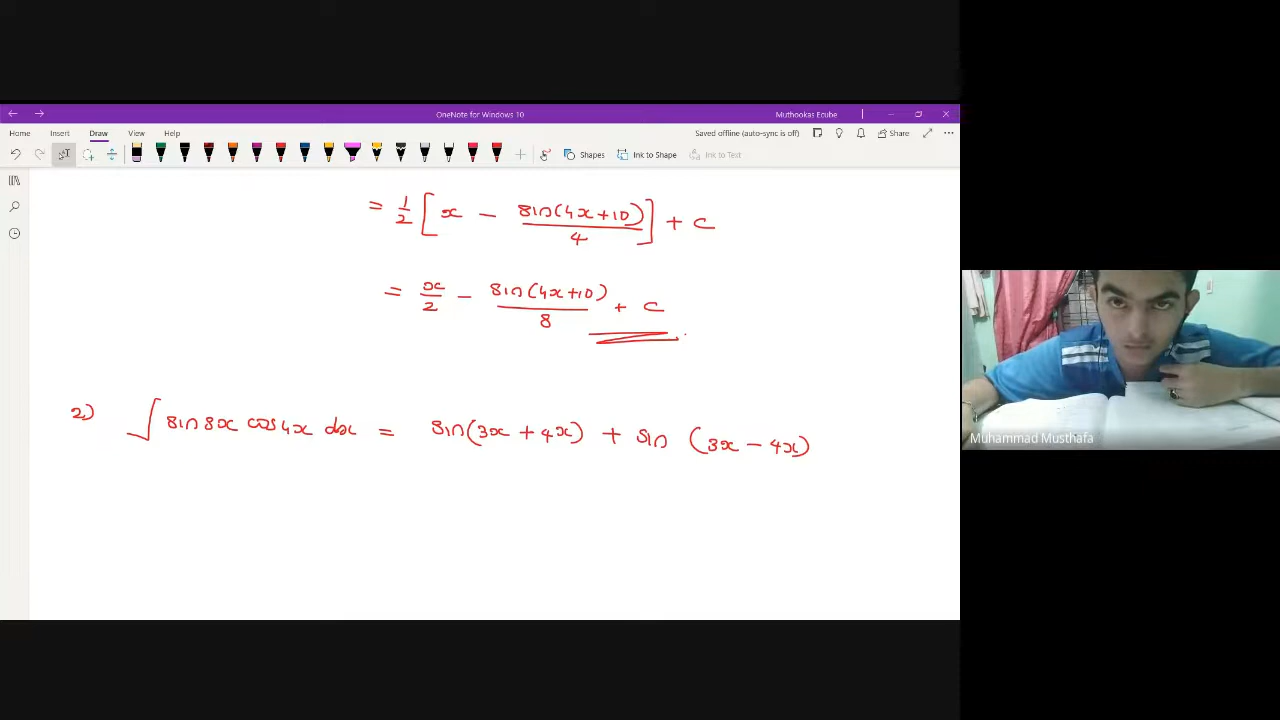 OneNote for Windows 10
Muthookas Ecube
Home Insert Draw View Help
Saved offline (auto-sync is off)
Share
Shapes Ink to Shape Ink to Text
= 1/2 [ x - sin(4x+10)/4 ] + C
= x/2 - sin(4x+10)/8 + C
2) ∫ sin 3x cos 4x dx = sin(3x + 4x) + sin (3x - 4x)
Muhammad Musthafa